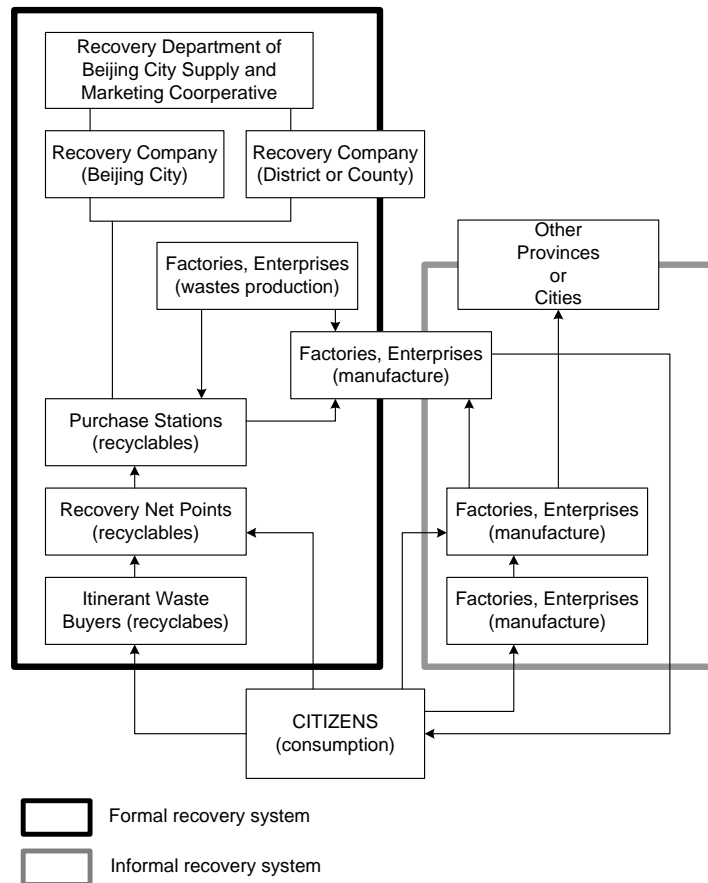 Recovery Department of
Beijing City Supply and
Marketing Coorperative
Recovery Company
(Beijing City)
Recovery Company
(District or County)
Other
Provinces
or
Cities
Factories, Enterprises
(wastes production)
Factories, Enterprises
(manufacture)
Purchase Stations
(recyclables)
Recovery Net Points
(recyclables)
Factories, Enterprises
(manufacture)
Itinerant Waste
Buyers (recyclabes)
Factories, Enterprises
(manufacture)
CITIZENS
(consumption)
Formal recovery system
Informal recovery system